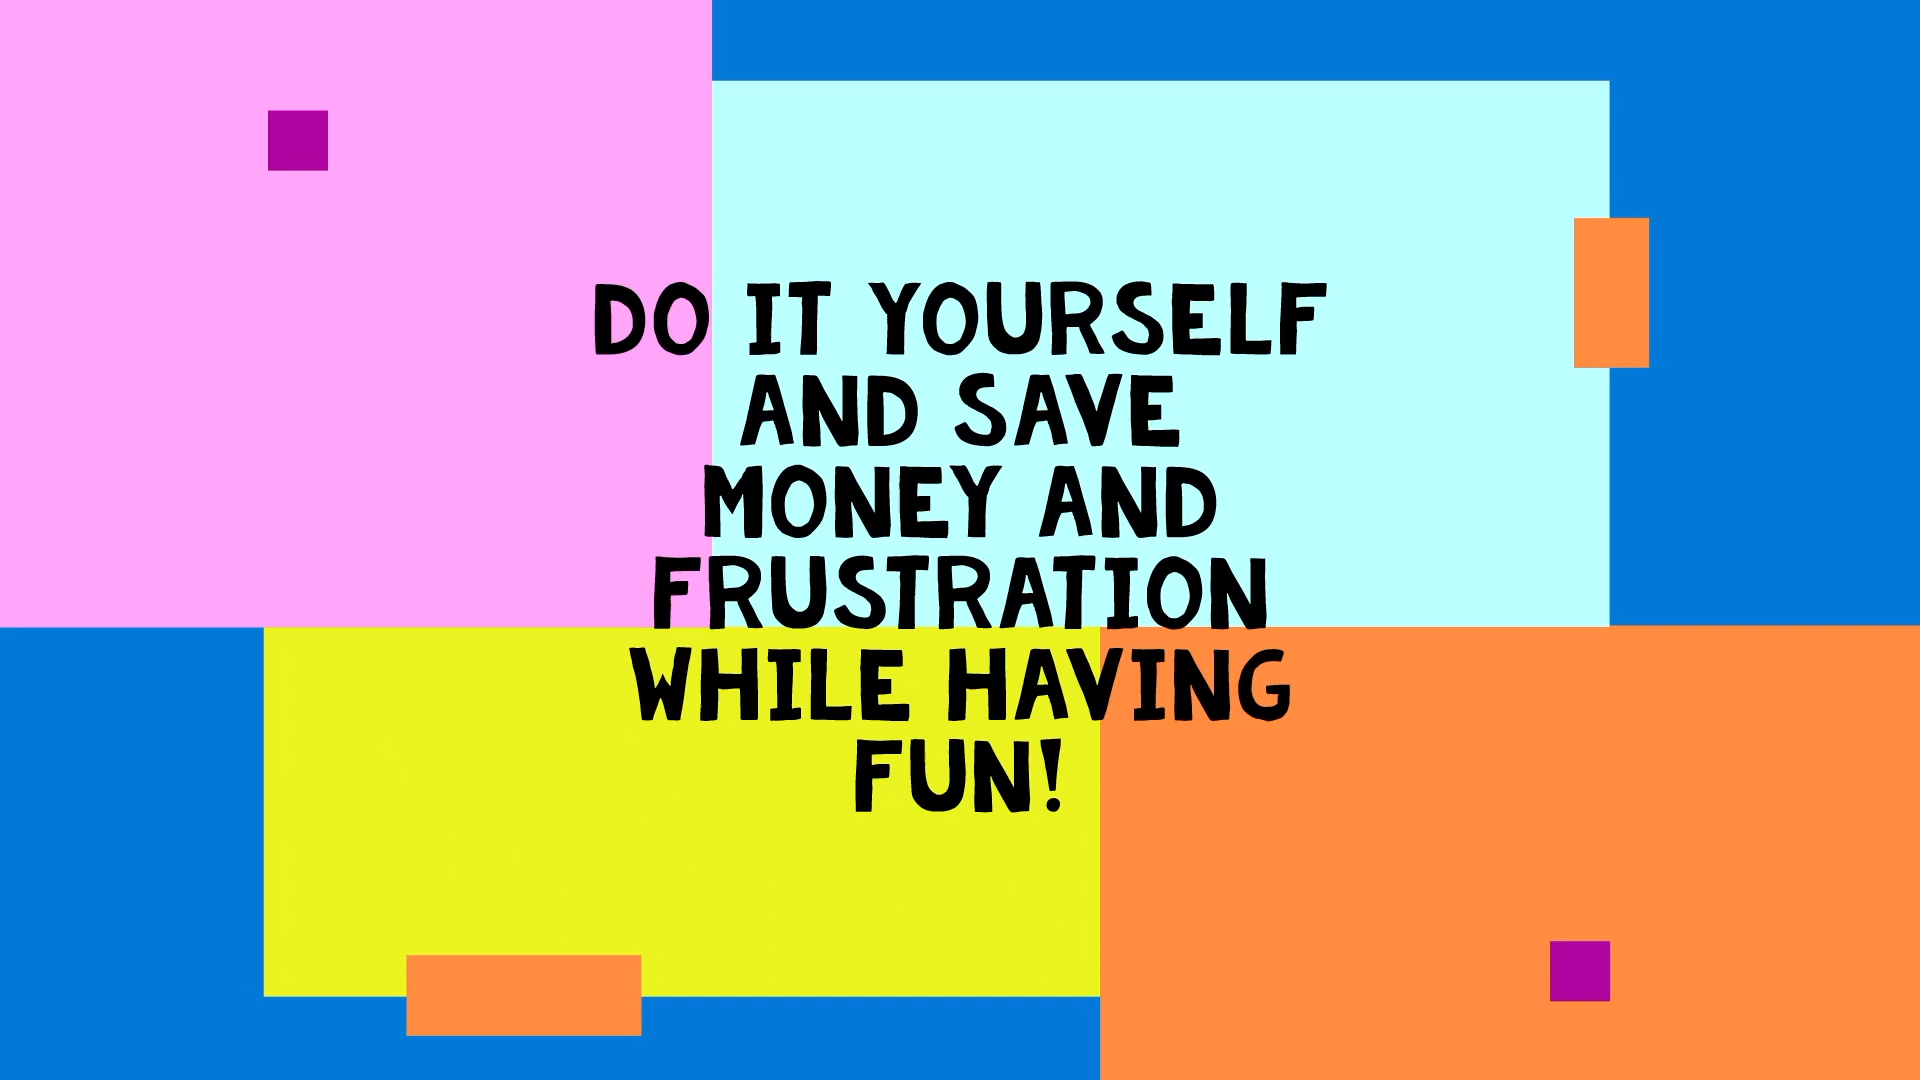 DO IT YOURSELF
AND SAVE
MONEY AND
FRUSTRATION
WHILE HAVING
FUN!